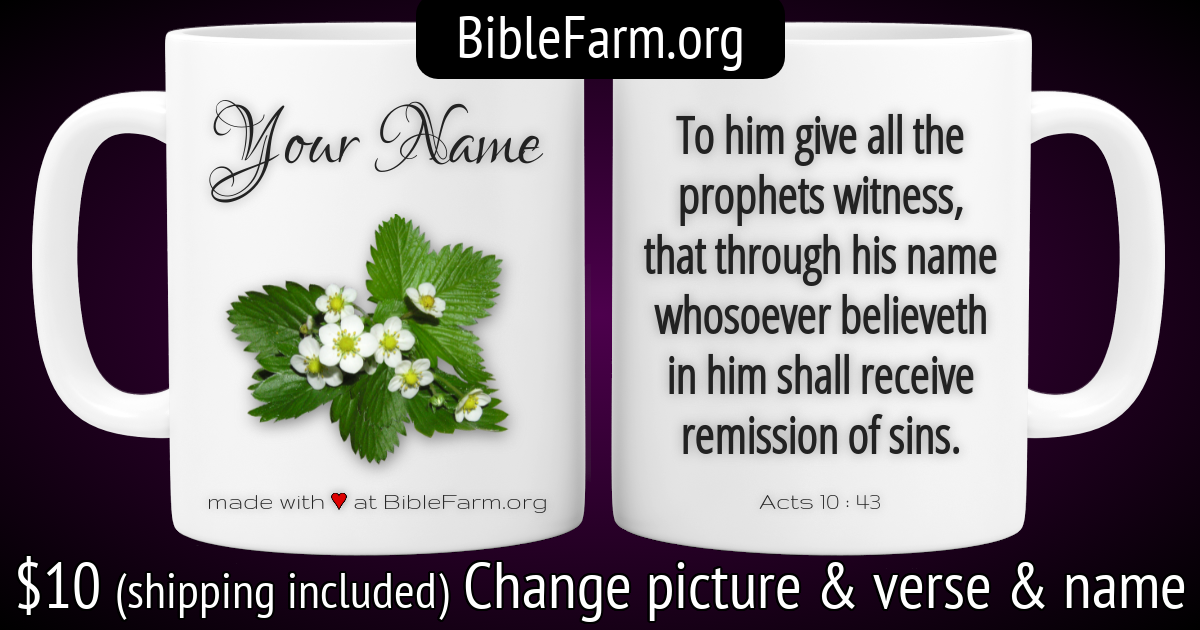 BibleFarm.org
Your Name
made with ♥ at BibleFarm.org
To him give all the
prophets witness,
that through his name
whosoever believeth
in him shall receive
remission of sins.
Acts 10 : 43
$10 (shipping included) Change picture & verse & name